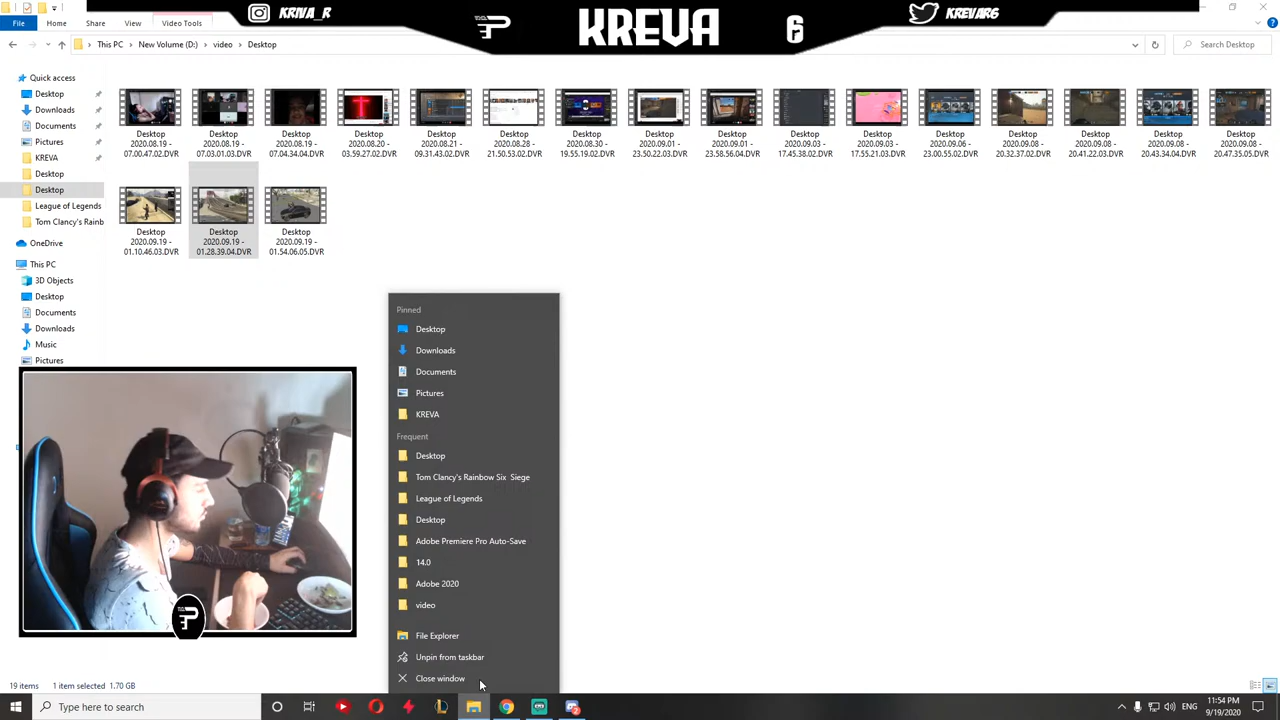 KRIVA_R
KREVA
6
KREVAR6
File
Home
Share
View
Video Tools
This PC
New Volume (D:)
video
Desktop
Search Desktop
Quick access
Desktop
Downloads
Documents
Pictures
KREVA
Desktop
Desktop
League of Legends
Tom Clancy's Rainb
OneDrive
This PC
3D Objects
Desktop
Documents
Downloads
Music
Pictures
Desktop
2020.08.19 -
07.00.47.02.DVR
Desktop
2020.08.19 -
07.03.01.03.DVR
Desktop
2020.08.19 -
07.04.34.04.DVR
Desktop
2020.08.20 -
03.59.27.02.DVR
Desktop
2020.08.21 -
09.31.43.02.DVR
Desktop
2020.08.28 -
21.50.53.02.DVR
Desktop
2020.08.30 -
19.55.19.02.DVR
Desktop
2020.09.01 -
23.50.22.03.DVR
Desktop
2020.09.01 -
23.58.56.04.DVR
Desktop
2020.09.03 -
17.45.38.02.DVR
Desktop
2020.09.03 -
17.55.21.03.DVR
Desktop
2020.09.06 -
23.00.55.02.DVR
Desktop
2020.09.08 -
20.32.37.02.DVR
Desktop
2020.09.08 -
20.41.22.03.DVR
Desktop
2020.09.08 -
20.43.34.04.DVR
Desktop
2020.09.08 -
20.47.35.05.DVR
Desktop
2020.09.19 -
01.10.46.03.DVR
Desktop
2020.09.19 -
01.28.39.04.DVR
Desktop
2020.09.19 -
01.54.06.05.DVR
Pinned
Desktop
Downloads
Documents
Pictures
KREVA
Frequent
Desktop
Tom Clancy's Rainbow Six  Siege
League of Legends
Desktop
Adobe Premiere Pro Auto-Save
14.0
Adobe 2020
video
File Explorer
Unpin from taskbar
Close window
19 items
1 item selected  1.70 GB
Type here to search
ENG
11:54 PM
9/19/2020